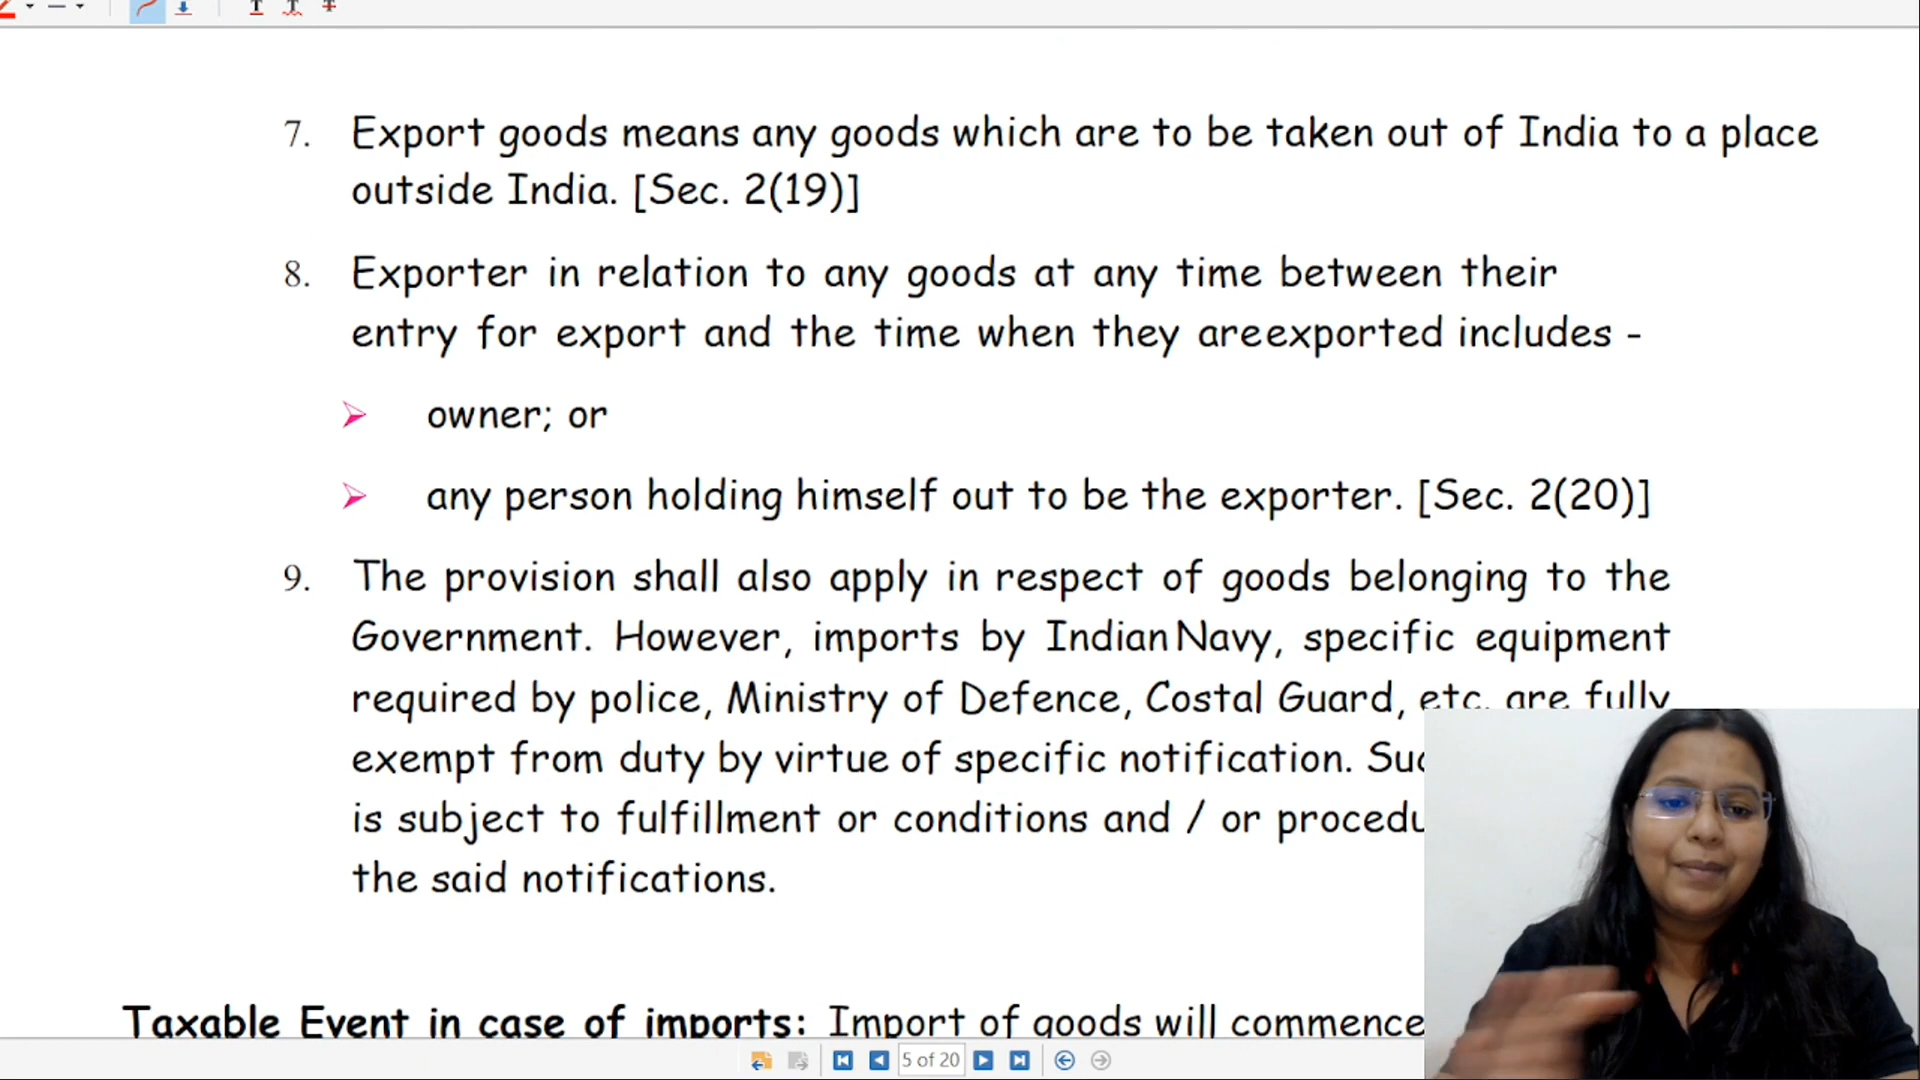 7. Export goods means any goods which are to be taken out of India to a place
outside India. [Sec. 2(19)]
8. Exporter in relation to any goods at any time between their
entry for export and the time when they areexported includes -
owner; or
any person holding himself out to be the exporter. [Sec. 2(20)]
9. The provision shall also apply in respect of goods belonging to the
Government. However, imports by IndianNavy, specific equipment
required by police, Ministry of Defence, Costal Guard, etc. are fully
exempt from duty by virtue of specific notification.
is subject to fulfillment or conditions and / or
the said notifications.
Taxable Event in case of imports: Import of goods will commence
5 of 20